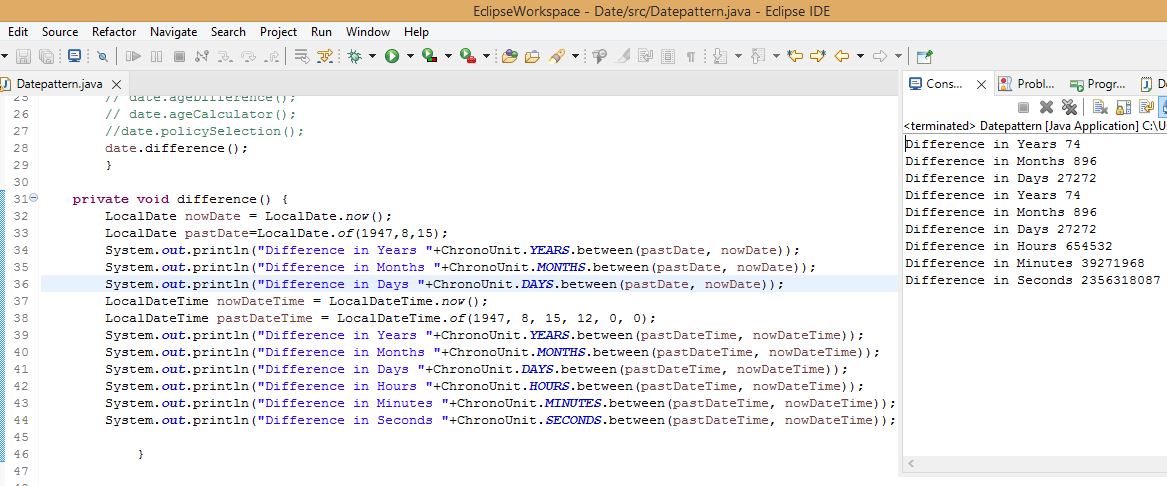 EclipseWorkspace - Date/src/Datepattern.java - Eclipse IDE
Edit Source Refactor Navigate Search Project Run Window Help
Datepattern.java
25 // date.ageDifference();
26 // date.ageCalculator();
27 //date.policySelection();
28 date.difference();
29 }
30
31 private void difference() {
32 LocalDate nowDate = LocalDate.now();
33 LocalDate pastDate=LocalDate.of(1947,8,15);
34 System.out.println("Difference in Years "+ChronoUnit.YEARS.between(pastDate, nowDate));
35 System.out.println("Difference in Months "+ChronoUnit.MONTHS.between(pastDate, nowDate));
36 System.out.println("Difference in Days "+ChronoUnit.DAYS.between(pastDate, nowDate));
37 LocalDateTime nowDateTime = LocalDateTime.now();
38 LocalDateTime pastDateTime = LocalDateTime.of(1947, 8, 15, 12, 0, 0);
39 System.out.println("Difference in Years "+ChronoUnit.YEARS.between(pastDateTime, nowDateTime));
40 System.out.println("Difference in Months "+ChronoUnit.MONTHS.between(pastDateTime, nowDateTime));
41 System.out.println("Difference in Days "+ChronoUnit.DAYS.between(pastDateTime, nowDateTime));
42 System.out.println("Difference in Hours "+ChronoUnit.HOURS.between(pastDateTime, nowDateTime));
43 System.out.println("Difference in Minutes "+ChronoUnit.MINUTES.between(pastDateTime, nowDateTime));
44 System.out.println("Difference in Seconds "+ChronoUnit.SECONDS.between(pastDateTime, nowDateTime));
45
46 }
47
Cons... Probl... Progr... D
<terminated> Datepattern [Java Application] C:\U
Difference in Years 74
Difference in Months 896
Difference in Days 27272
Difference in Years 74
Difference in Months 896
Difference in Days 27272
Difference in Hours 654532
Difference in Minutes 39271968
Difference in Seconds 2356318087